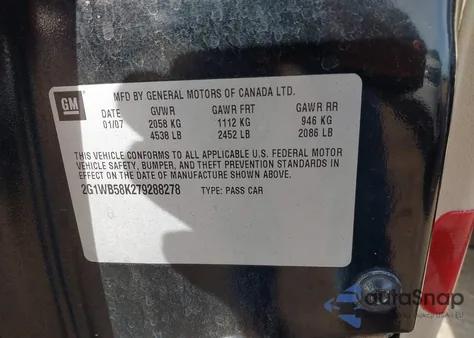 GM
MFD BY GENERAL MOTORS OF CANADA LTD.
DATE GVWR GAWR FRT GAWR RR
01/07 2058 KG 1112 KG 946 KG
4538 LB 2452 LB 2086 LB
THIS VEHICLE CONFORMS TO ALL APPLICABLE U.S. FEDERAL MOTOR
VEHICLE SAFETY, BUMPER, AND THEFT PREVENTION STANDARDS IN
EFFECT ON THE DATE OF MANUFACTURE SHOWN ABOVE.
2G1WB58K279288278 TYPE: PASS CAR
autoSnap